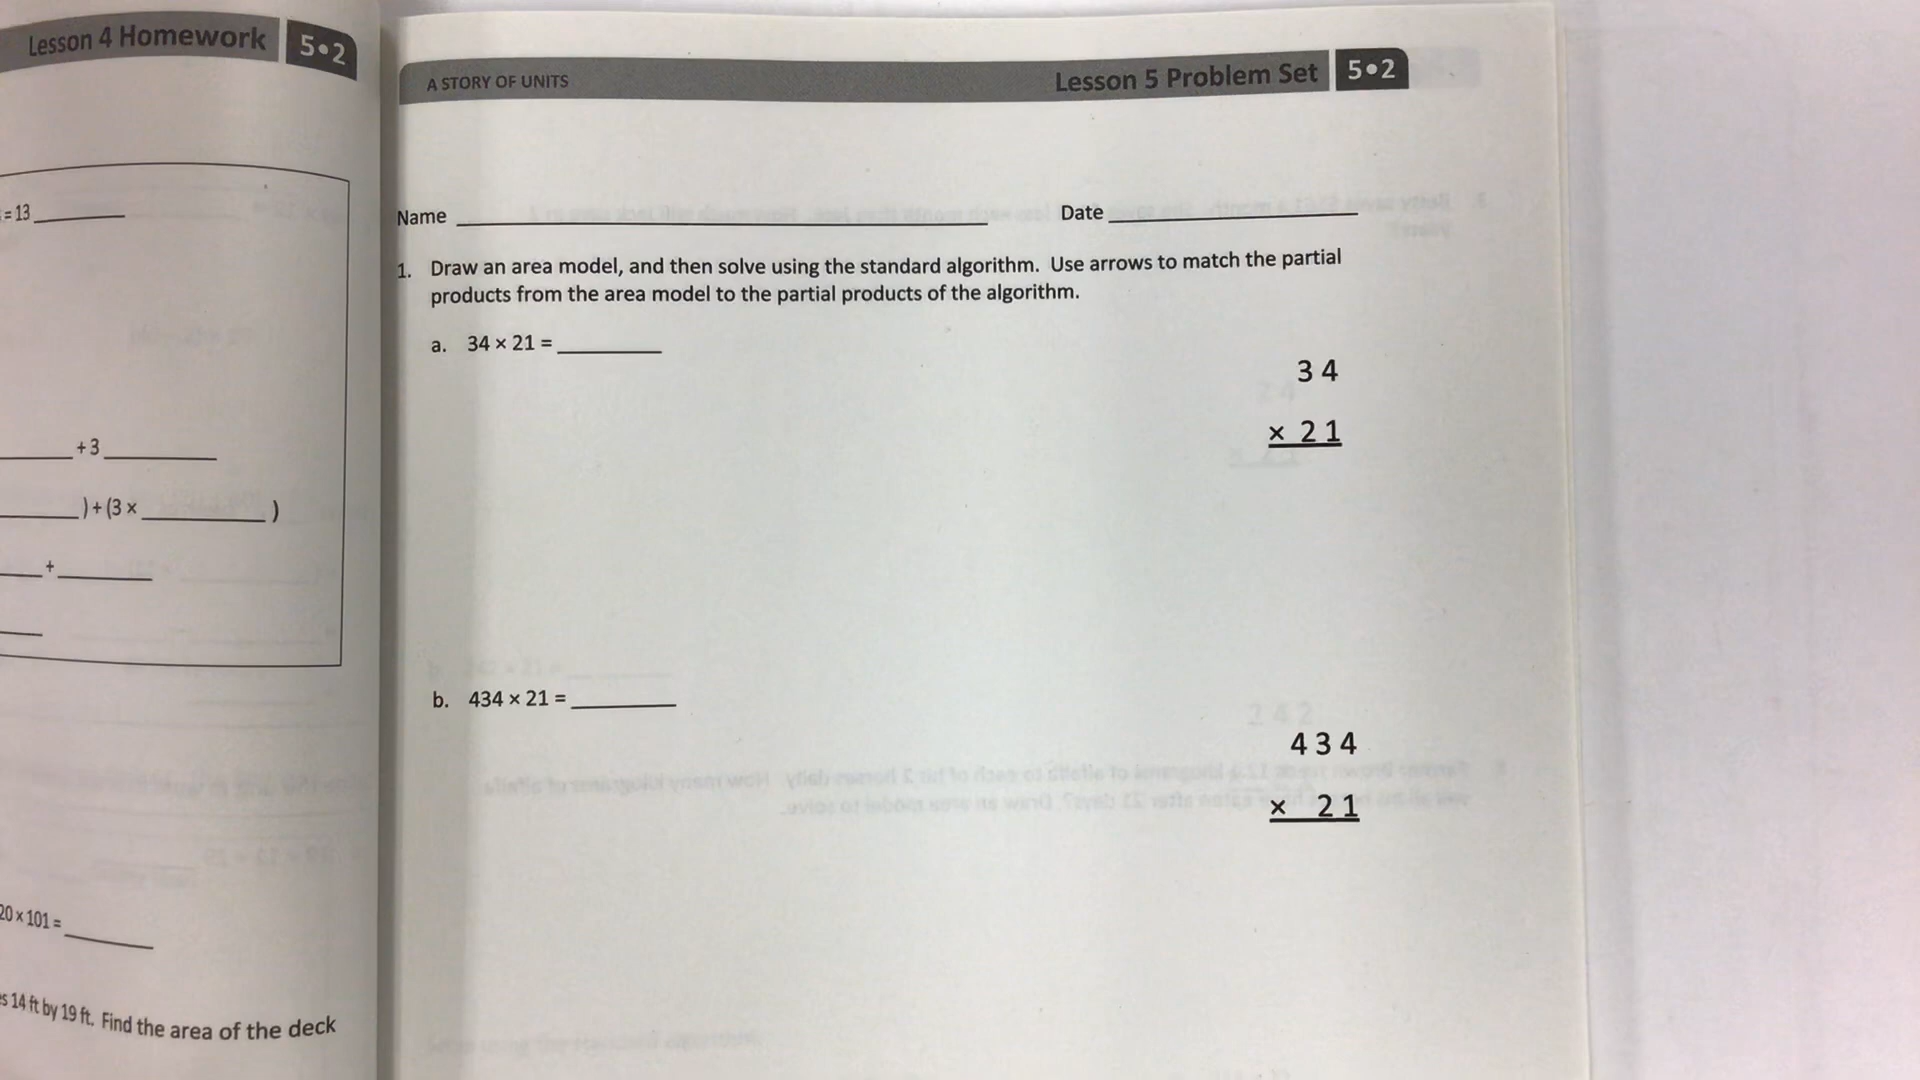 Lesson 4 Homework 5•2
= 13
+ 3
) + (3 ×
)
+
20 × 101 =
14 ft by 19 ft. Find the area of the deck
A STORY OF UNITS
Lesson 5 Problem Set 5•2
Name
Date
1. Draw an area model, and then solve using the standard algorithm. Use arrows to match the partial
products from the area model to the partial products of the algorithm.
a. 34 × 21 =
3 4
× 2 1
b. 434 × 21 =
4 3 4
× 2 1